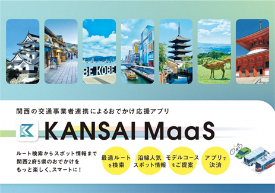 BE KOBE
関西の交通事業者連携によるおでかけ応援アプリ
KANSAI MaaS
ルート検索からスポット情報まで
関西2府5県のおでかけを
もっと楽しく、スマートに!
最適ルート
を検索
沿線人気
スポット情報
モデルコース
をご提案
アプリで
決済